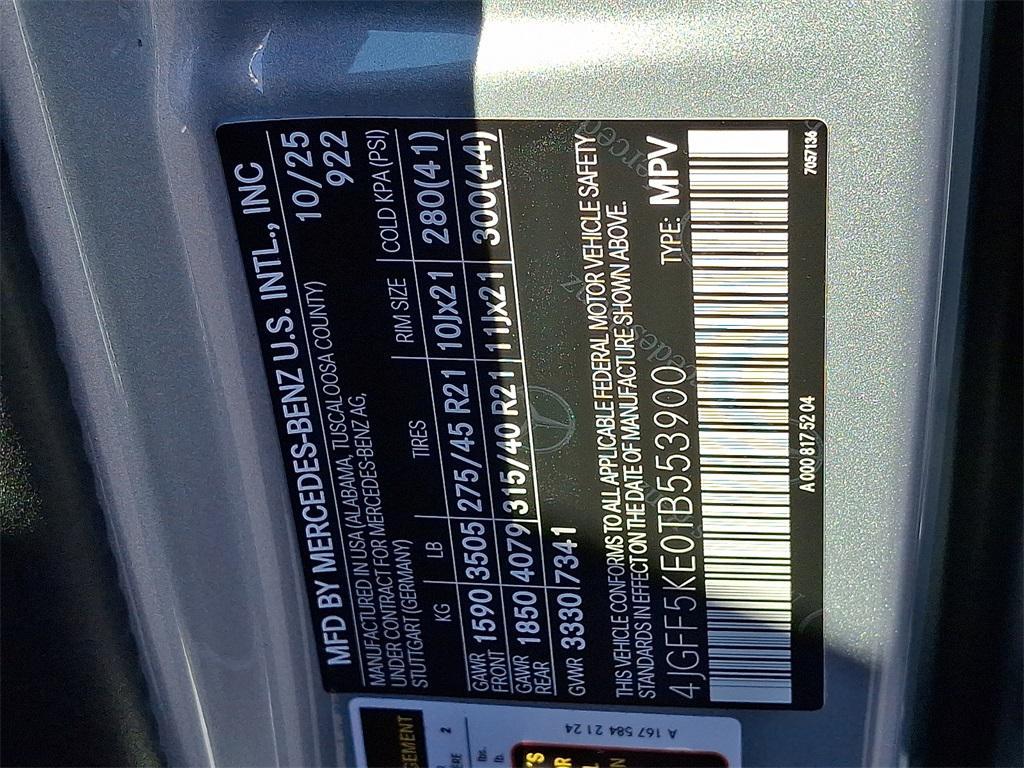 MFD BY MERCEDES-BENZ U.S. INTL., INC
MANUFACTURED IN USA (ALABAMA, TUSCALOOSA COUNTY) 10/25
UNDER CONTRACT FOR MERCEDES-BENZ AG, 922
STUTTGART (GERMANY)
KG LB TIRES RIM SIZE COLD KPA (PSI)
GAWR FRONT 1590 3505 275/45 R21 10Jx21 280(41)
GAWR REAR 1850 4079 315/40 R21 11Jx21 300(44)
GVWR 3330 7341
THIS VEHICLE CONFORMS TO ALL APPLICABLE FEDERAL MOTOR VEHICLE SAFETY
STANDARDS IN EFFECT ON THE DATE OF MANUFACTURE SHOWN ABOVE.
4JGFF5KE0TB553900 TYPE: MPV
A 000 817 52 04 7057136
A 167 584 21 24
2
lbs.
lb.